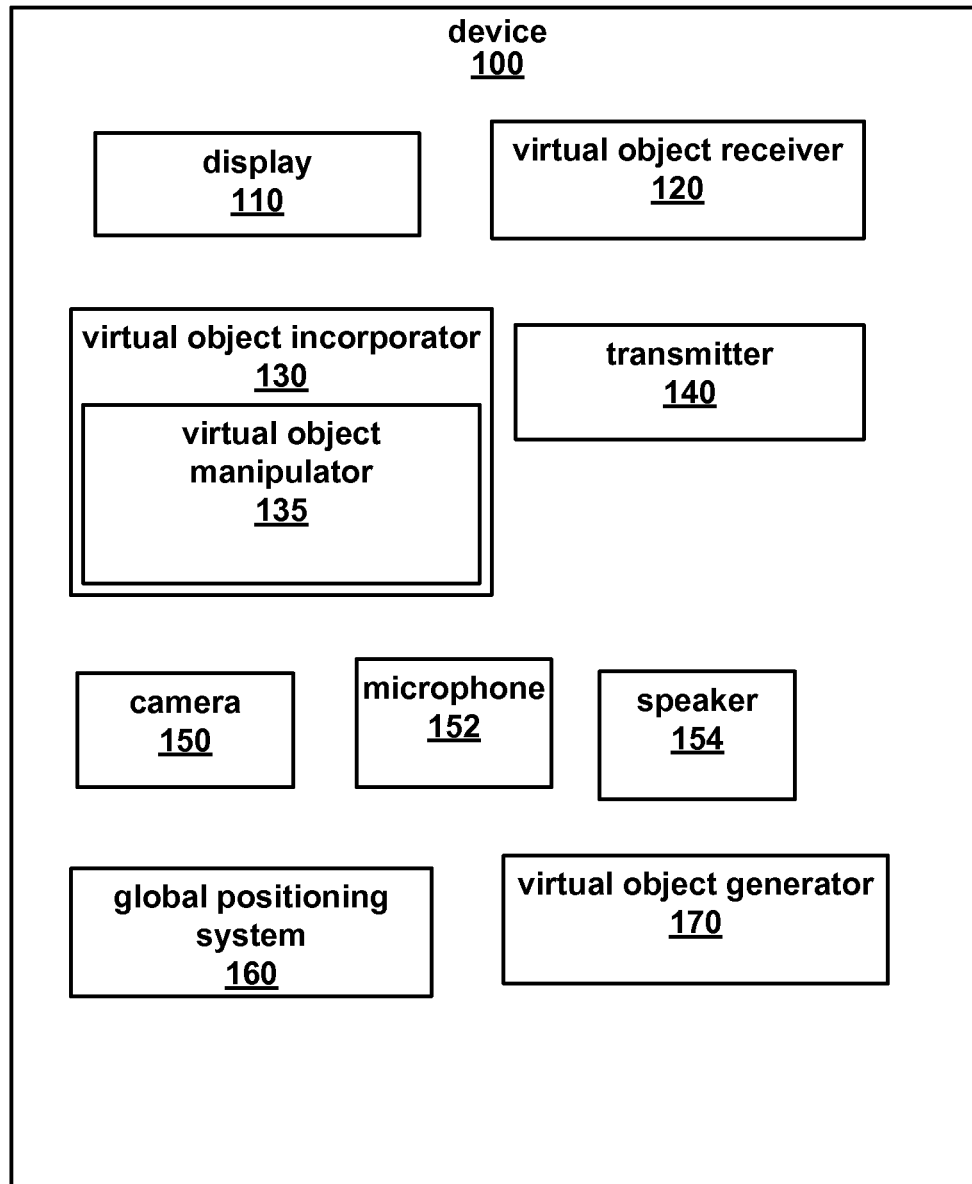 device
100
display
110
virtual object receiver
120
virtual object incorporator
130
virtual object
manipulator
135
transmitter
140
camera
150
microphone
152
speaker
154
global positioning
system
160
virtual object generator
170